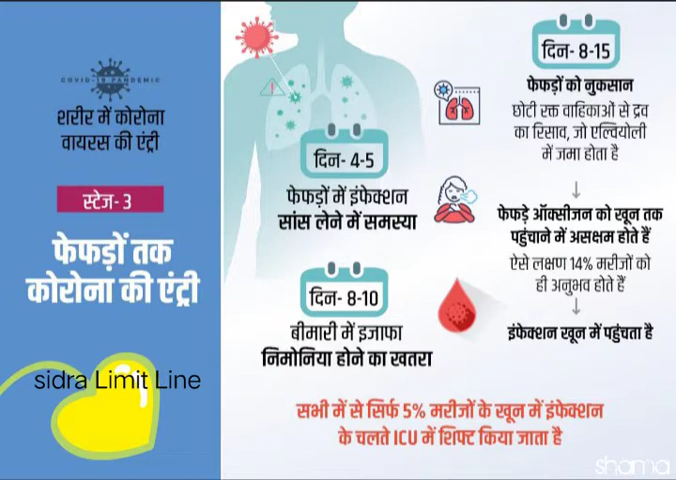 COVID-19 PANDEMIC
शरीर में कोरोना
वायरस की एंट्री
स्टेज- 3
फेफड़ों तक
कोरोना की एंट्री
sidra Limit Line
दिन- 4-5
फेफड़ों में इंफेक्शन
सांस लेने में समस्या
दिन- 8-10
बीमारी में इजाफा
निमोनिया होने का खतरा
दिन- 8-15
फेफड़ों को नुकसान
छोटी रक्त वाहिकाओं से द्रव
का रिसाव, जो एल्वियोली
में जमा होता है
फेफड़े ऑक्सीजन को खून तक
पहुंचाने में असक्षम होते हैं
ऐसे लक्षण 14% मरीजों को
ही अनुभव होते हैं
इंफेक्शन खून में पहुंचता है
सभी में से सिर्फ 5% मरीजों के खून में इंफेक्शन
के चलते ICU में शिफ्ट किया जाता है
shama